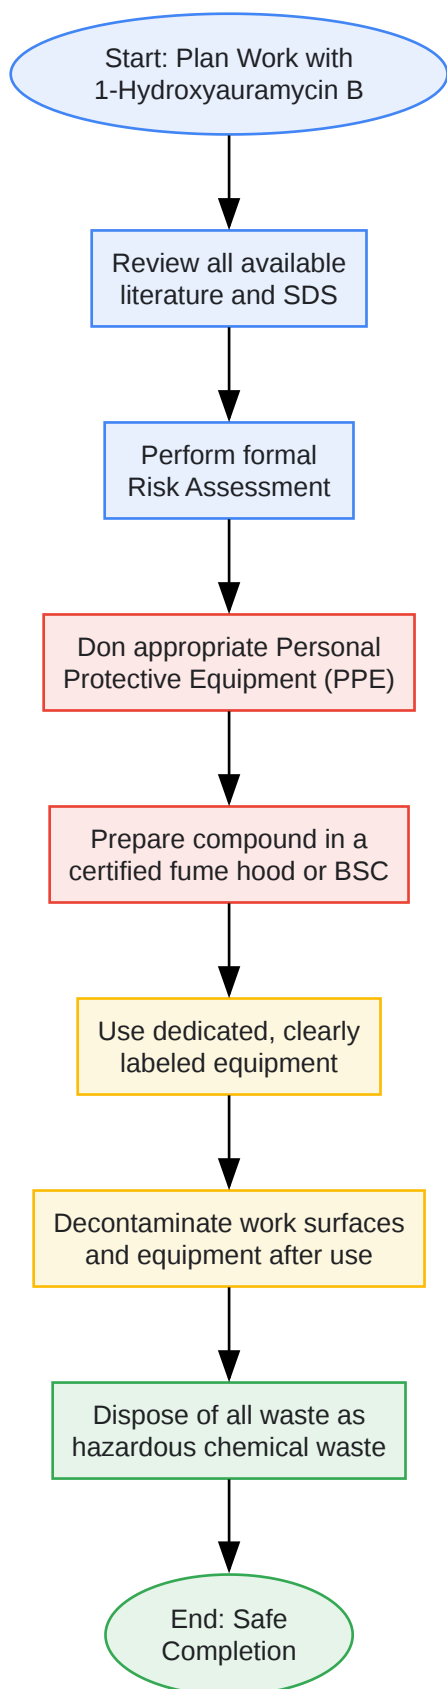 Start: Plan Work with
1-Hydroxyauramycin B
Review all available
literature and SDS
Perform formal
Risk Assessment
Don appropriate Personal
Protective Equipment (PPE)
Prepare compound in a
certified fume hood or BSC
Use dedicated, clearly
labeled equipment
Decontaminate work surfaces
and equipment after use
Dispose of all waste as
hazardous chemical waste
End: Safe
Completion